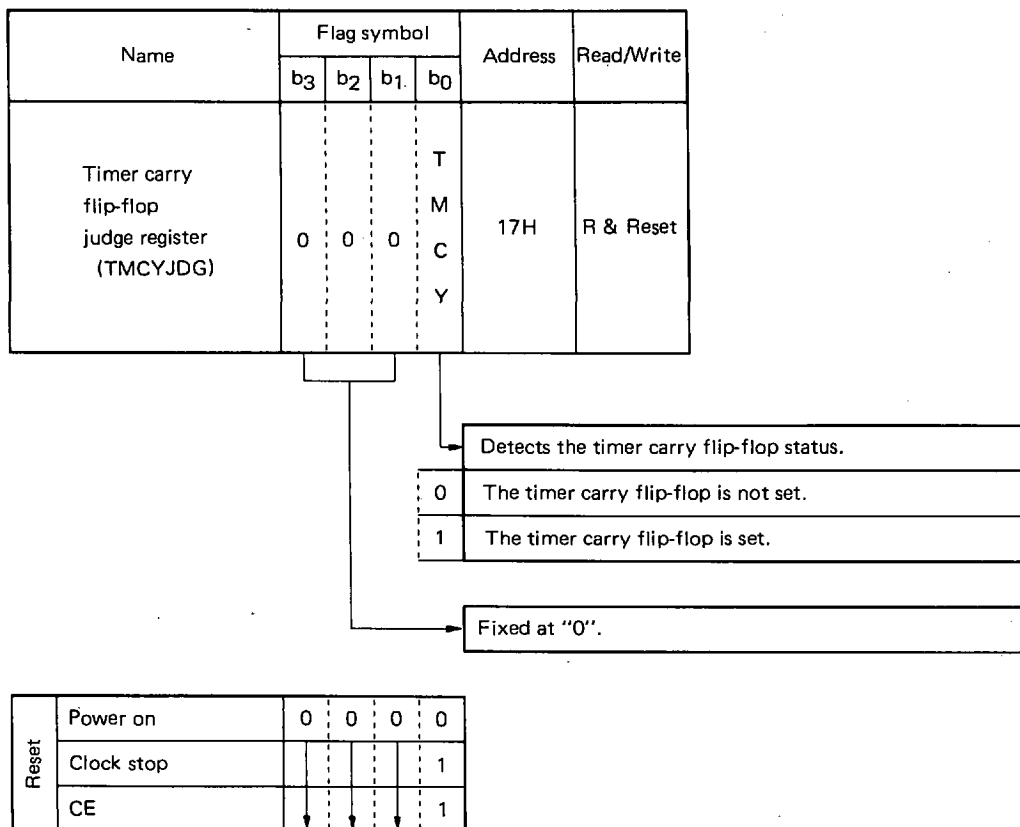 Name
Flag symbol
Address
Read/Write
b3 b2 b1. b0
Timer carry
flip-flop
judge register
(TMCYJDG)
0 0 0
T
M
C
Y
17H
R & Reset
Detects the timer carry flip-flop status.
0 The timer carry flip-flop is not set.
1 The timer carry flip-flop is set.
Fixed at "0".
Reset
Power on 0 0 0 0
Clock stop 1
CE 1